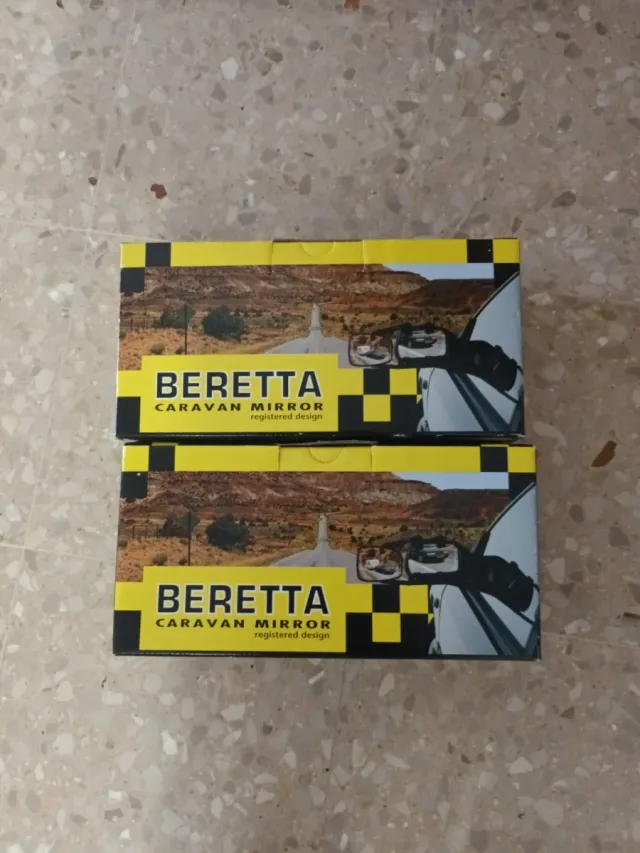 BERETTA
CARAVAN MIRROR
registered design
BERETTA
CARAVAN MIRROR
registered design